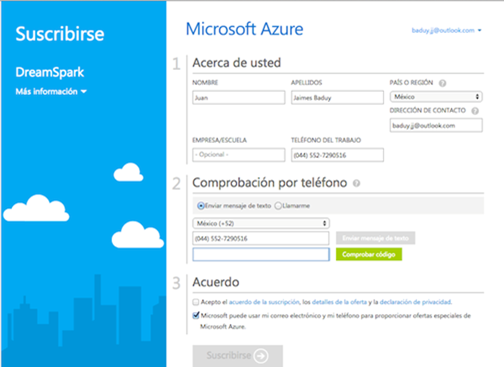 Suscribirse
DreamSpark
Más información
Microsoft Azure
baduy.jj@outlook.com
1 Acerca de usted
NOMBRE APELLIDOS PAÍS O REGIÓN ?
Juan Jaimes Baduy México
DIRECCIÓN DE CONTACTO ?
baduy.jj@outlook.com
EMPRESA/ESCUELA TELÉFONO DEL TRABAJO
- Opcional - (044) 552-7290516
2 Comprobación por teléfono ?
Enviar mensaje de texto Llamarme
México (+52)
(044) 552-7290516 Enviar mensaje de texto
Comprobar código
3 Acuerdo
Acepto el acuerdo de la suscripción, los detalles de la oferta y la declaración de privacidad.
Microsoft puede usar mi correo electrónico y mi teléfono para proporcionar ofertas especiales de
Microsoft Azure.
Suscribirse